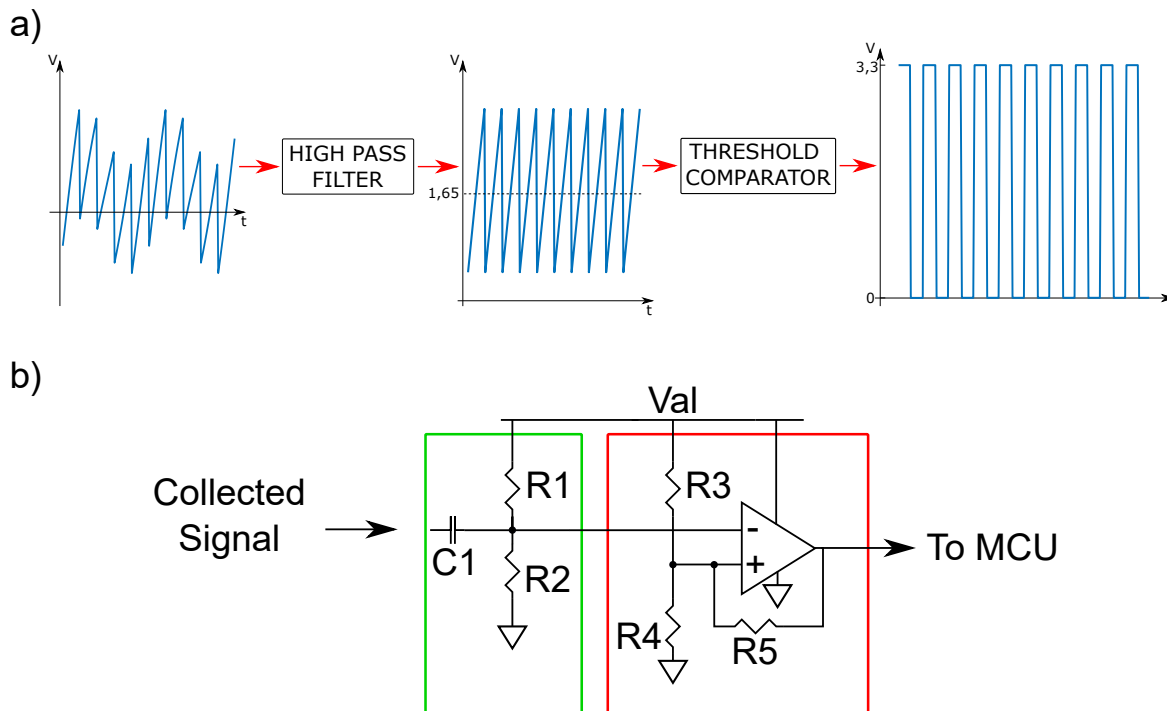 a)
V
t
HIGH PASS
FILTER
V
1,65
t
THRESHOLD
COMPARATOR
V
3,3
0
b)
Val
Collected
Signal
C1
R1
R2
R3
R4
-
+
R5
To MCU